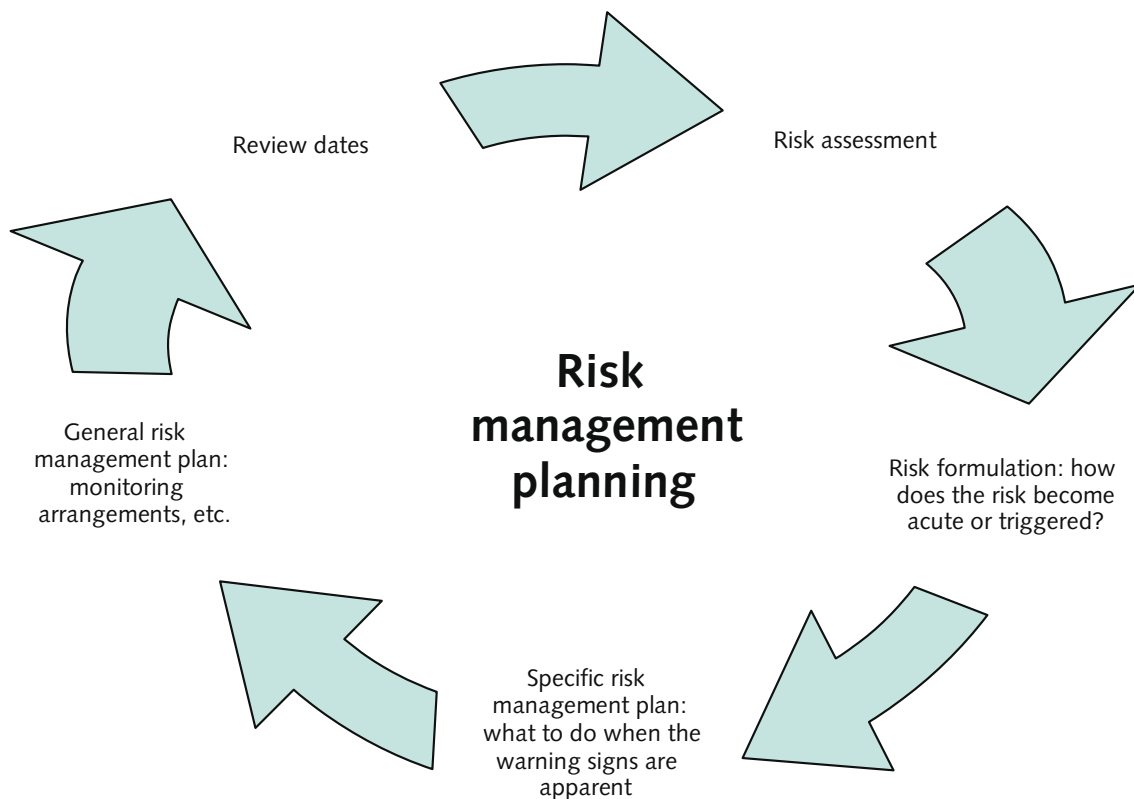 Review dates
Risk assessment
Risk
management
planning
General risk
management plan:
monitoring
arrangements, etc.
Risk formulation: how
does the risk become
acute or triggered?
Specific risk
management plan:
what to do when the
warning signs are
apparent